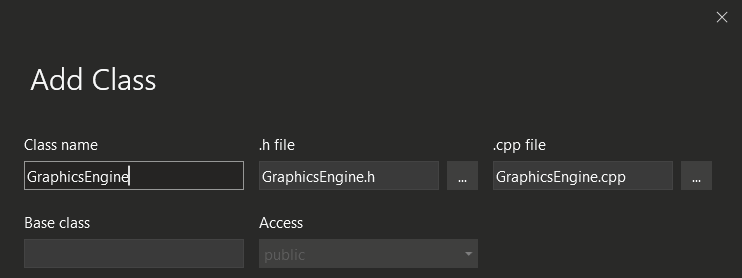 Add Class
Class name .h file .cpp file
GraphicsEngine GraphicsEngine.h ... GraphicsEngine.cpp ...
Base class Access
public